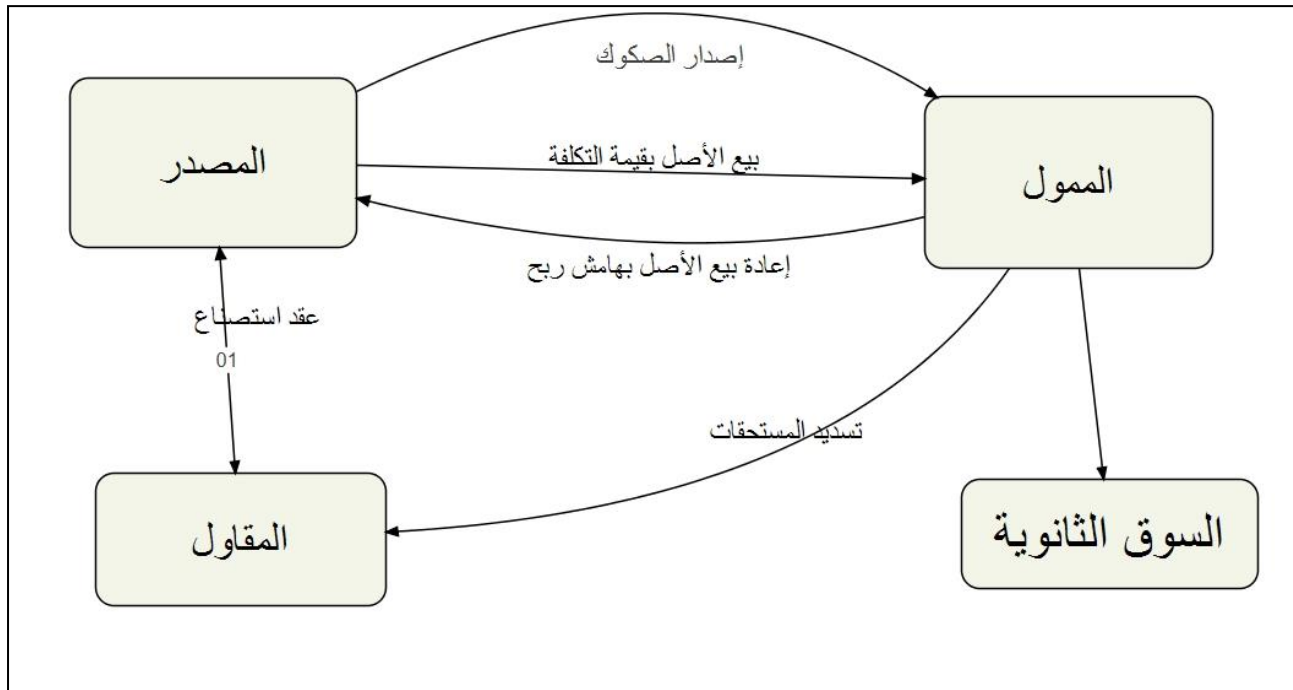 إصدار الصكوك
المصدر
بيع الأصل بقيمة التكلفة
الممول
إعادة بيع الأصل بهامش ربح
عقد استصناع
01
تسديد المستحقات
المقاول
السوق الثانوية